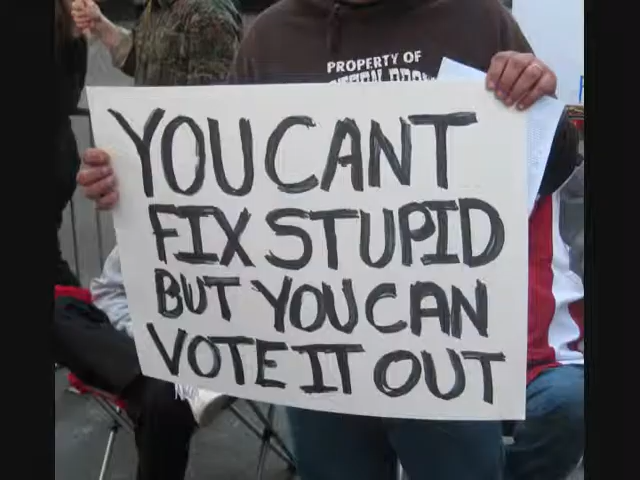 PROPERTY OF
YOU CANT
FIX STUPID
BUT YOU CAN
VOTE IT OUT